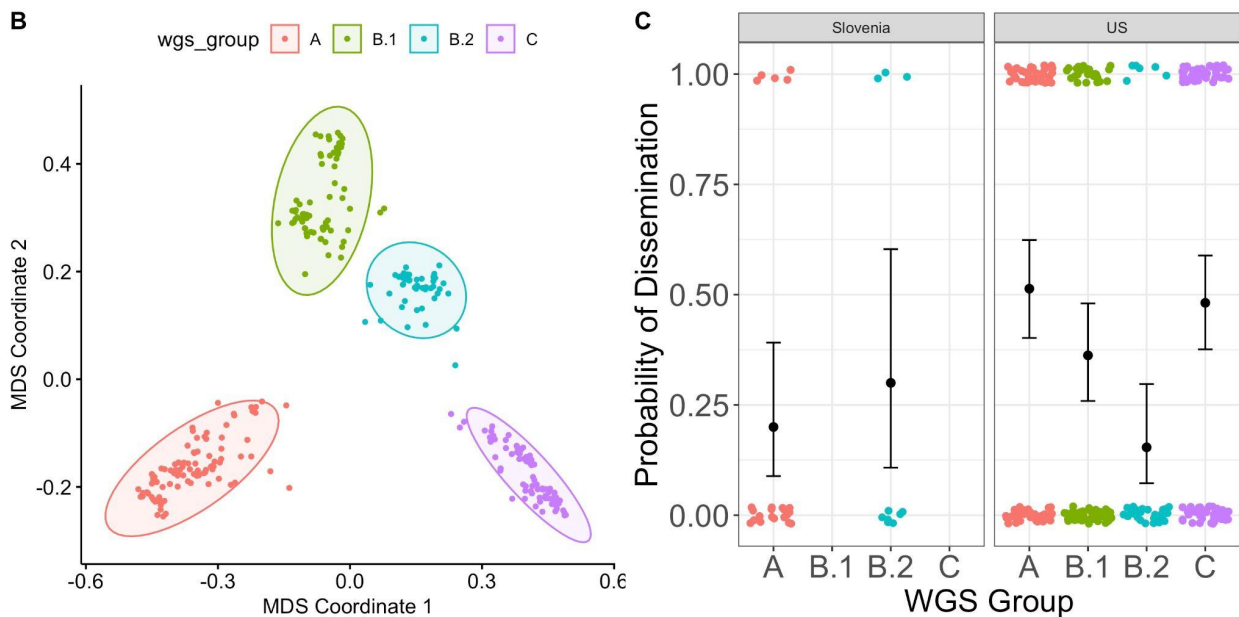 B
wgs_group A B.1 B.2 C
MDS Coordinate 2
0.4
0.2
0.0
-0.2
-0.6 -0.3 0.0 0.3 0.6
MDS Coordinate 1
C
Slovenia US
Probability of Dissemination
1.00
0.75
0.50
0.25
0.00
A B.1 B.2 C A B.1 B.2 C
WGS Group